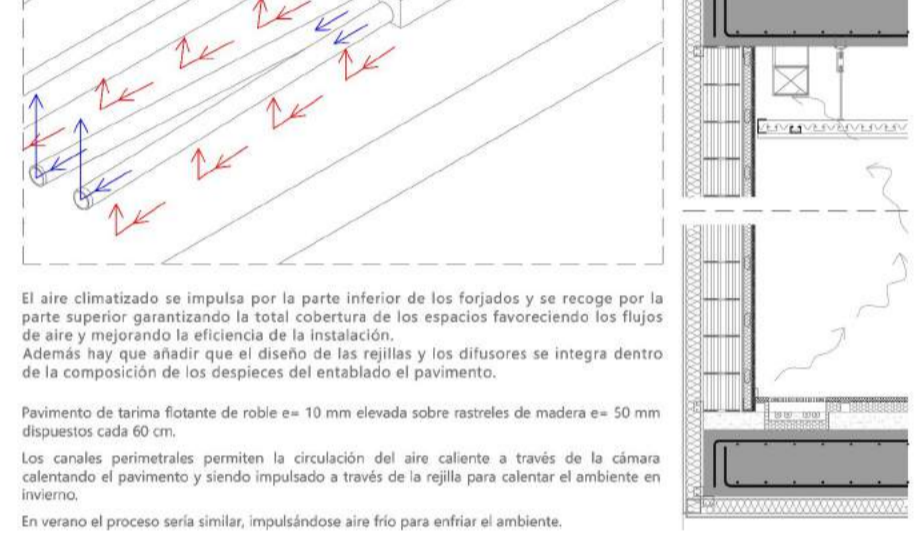 El aire climatizado se impulsa por la parte inferior de los forjados y se recoge por la
parte superior garantizando la total cobertura de los espacios favoreciendo los flujos
de aire y mejorando la eficiencia de la instalación.
Además hay que añadir que el diseño de las rejillas y los difusores se integra dentro
de la composición de los despieces del entablado el pavimento.
Pavimento de tarima flotante de roble e= 10 mm elevada sobre rastreles de madera e= 50 mm
dispuestos cada 60 cm.
Los canales perimetrales permiten la circulación del aire caliente a través de la cámara
calentando el pavimento y siendo impulsado a través de la rejilla para calentar el ambiente en
invierno.
En verano el proceso sería similar, impulsándose aire frío para enfriar el ambiente.